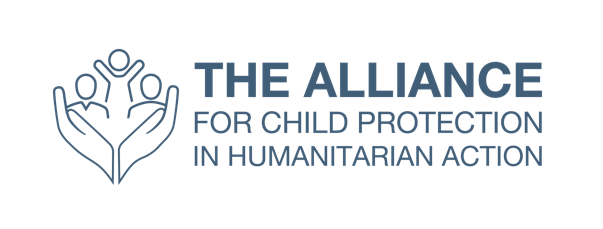 THE ALLIANCE
FOR CHILD PROTECTION
IN HUMANITARIAN ACTION